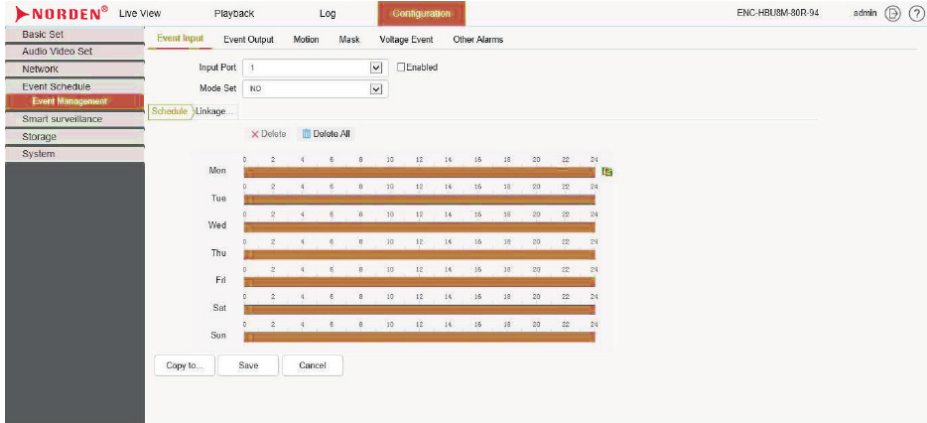 NORDEN® Live View Playback Log Configuration ENC-HBU8M-80R-94 admin ?
Basic Set
Audio Video Set
Network
Event Schedule
Event Management
Smart surveillance
Storage
System
Event Input Event Output Motion Mask Voltage Event Other Alarms
Input Port 1 Enabled
Mode Set NO
Schedule Linkage...
Delete Delete All
0 2 4 6 8 10 12 14 16 18 20 22 24
Mon
0 2 4 6 8 10 12 14 16 18 20 22 24
Tue
0 2 4 6 8 10 12 14 16 18 20 22 24
Wed
0 2 4 6 8 10 12 14 16 18 20 22 24
Thu
0 2 4 6 8 10 12 14 16 18 20 22 24
Fri
0 2 4 6 8 10 12 14 16 18 20 22 24
Sat
0 2 4 6 8 10 12 14 16 18 20 22 24
Sun
Copy to... Save Cancel